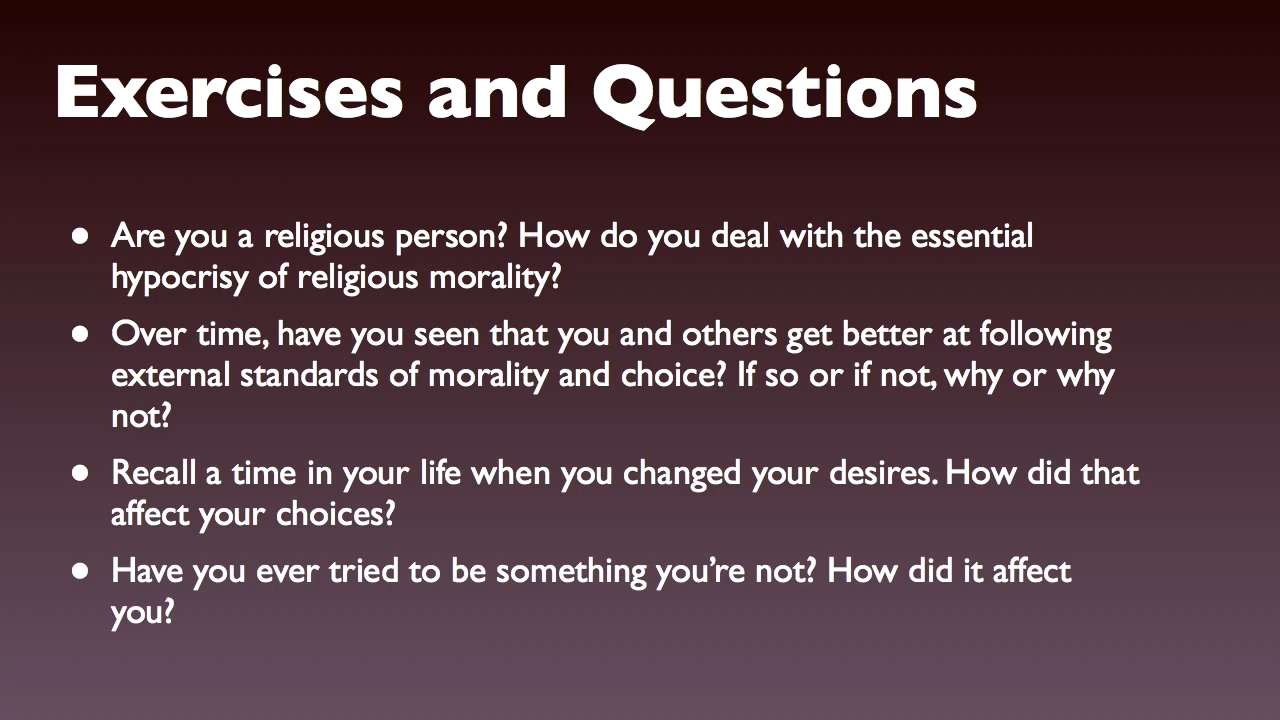 Exercises and Questions
• Are you a religious person? How do you deal with the essential
hypocrisy of religious morality?
• Over time, have you seen that you and others get better at following
external standards of morality and choice? If so or if not, why or why
not?
• Recall a time in your life when you changed your desires. How did that
affect your choices?
• Have you ever tried to be something you’re not? How did it affect
you?